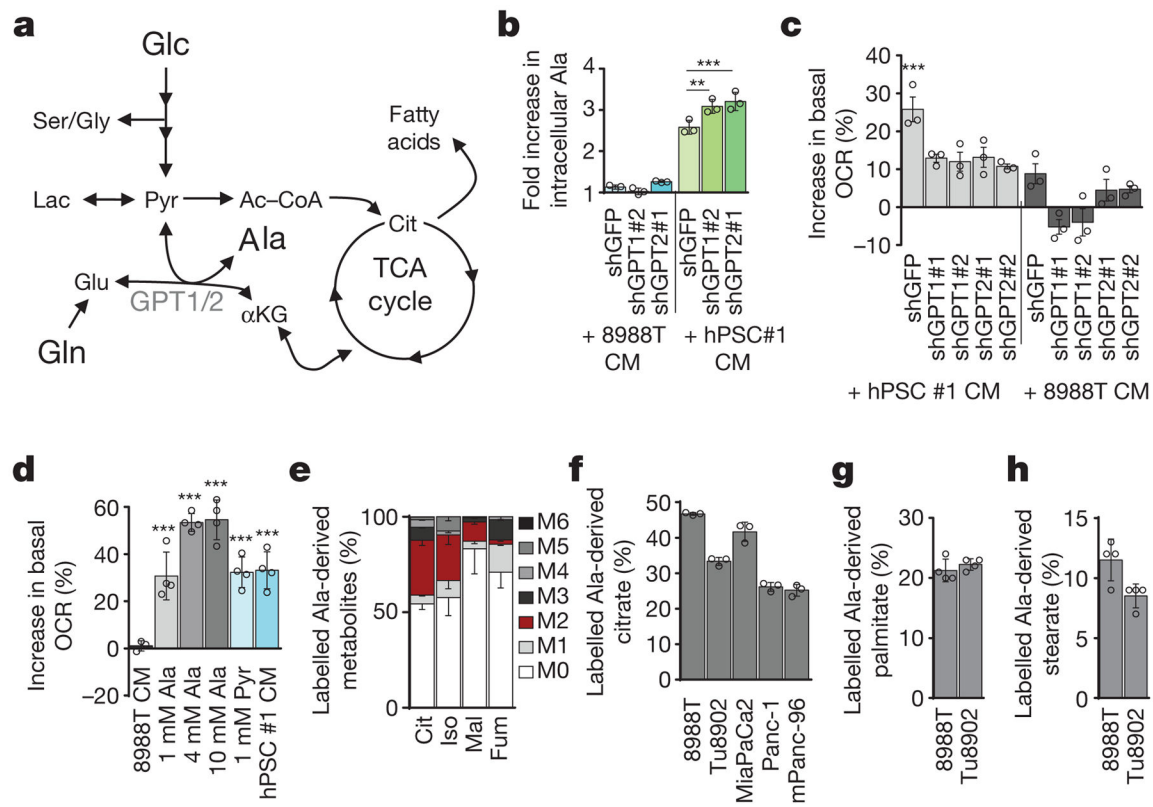 a
Glc
Ser/Gly
Lac
Pyr
Ac–CoA
Fatty
acids
Cit
Ala
TCA
cycle
Glu
GPT1/2
αKG
Gln
b
Fold increase in
intracellular Ala
4
3
2
1
***
**
shGFP
shGPT1#2
shGPT2#1
shGFP
shGPT1#2
shGPT2#1
+ 8988T
CM
+ hPSC#1
CM
c
Increase in basal
OCR (%)
40
30
20
10
0
–10
***
shGFP
shGPT1#1
shGPT1#2
shGPT2#1
shGPT2#2
shGFP
shGPT1#1
shGPT1#2
shGPT2#1
shGPT2#2
+ hPSC #1 CM
+ 8988T CM
d
Increase in basal
OCR (%)
60
40
20
0
–20
***
***
***
***
***
8988T CM
1 mM Ala
4 mM Ala
10 mM Ala
1 mM Pyr
hPSC #1 CM
e
Labelled Ala-derived
metabolites (%)
100
50
0
Cit
Iso
Mal
Fum
M6
M5
M4
M3
M2
M1
M0
f
Labelled Ala-derived
citrate (%)
50
40
30
20
10
0
8988T
Tu8902
MiaPaCa2
Panc-1
mPanc-96
g
Labelled Ala-derived
palmitate (%)
30
20
10
0
8988T
Tu8902
h
Labelled Ala-derived
stearate (%)
15
10
5
0
8988T
Tu8902